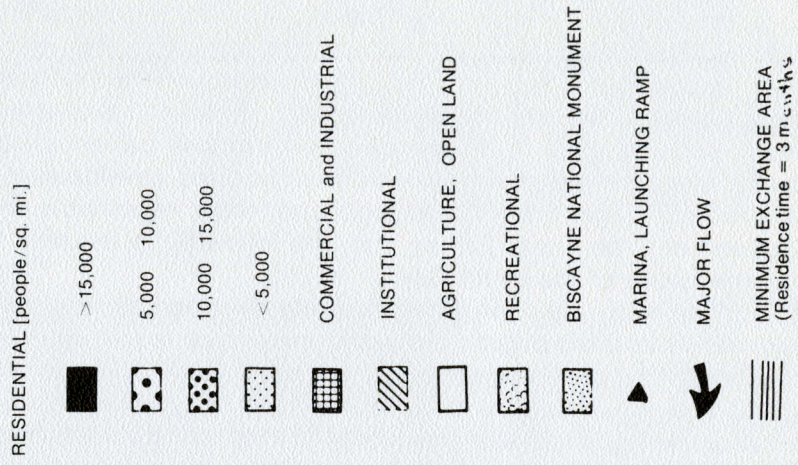 RESIDENTIAL [people/sq. mi.]
>15,000
5,000 10,000
10,000 15,000
<5,000
COMMERCIAL and INDUSTRIAL
INSTITUTIONAL
AGRICULTURE, OPEN LAND
RECREATIONAL
BISCAYNE NATIONAL MONUMENT
MARINA, LAUNCHING RAMP
MAJOR FLOW
MINIMUM EXCHANGE AREA
(Residence time = 3 months